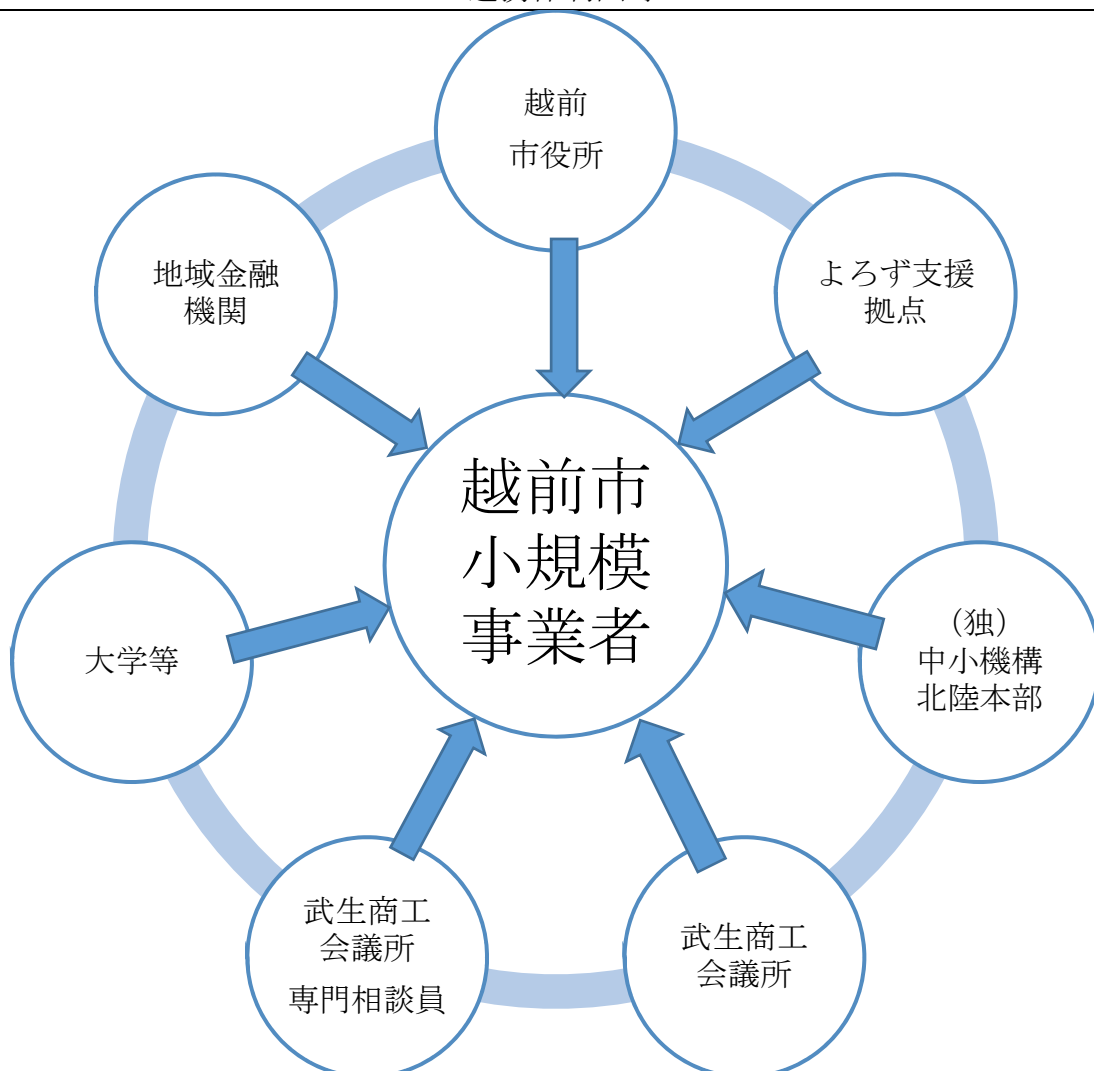 越前
市役所
よろず支援
拠点
（独）
中小機構
北陸本部
武生商工
会議所
武生商工
会議所
専門相談員
大学等
地域金融
機関
越前市
小規模
事業者